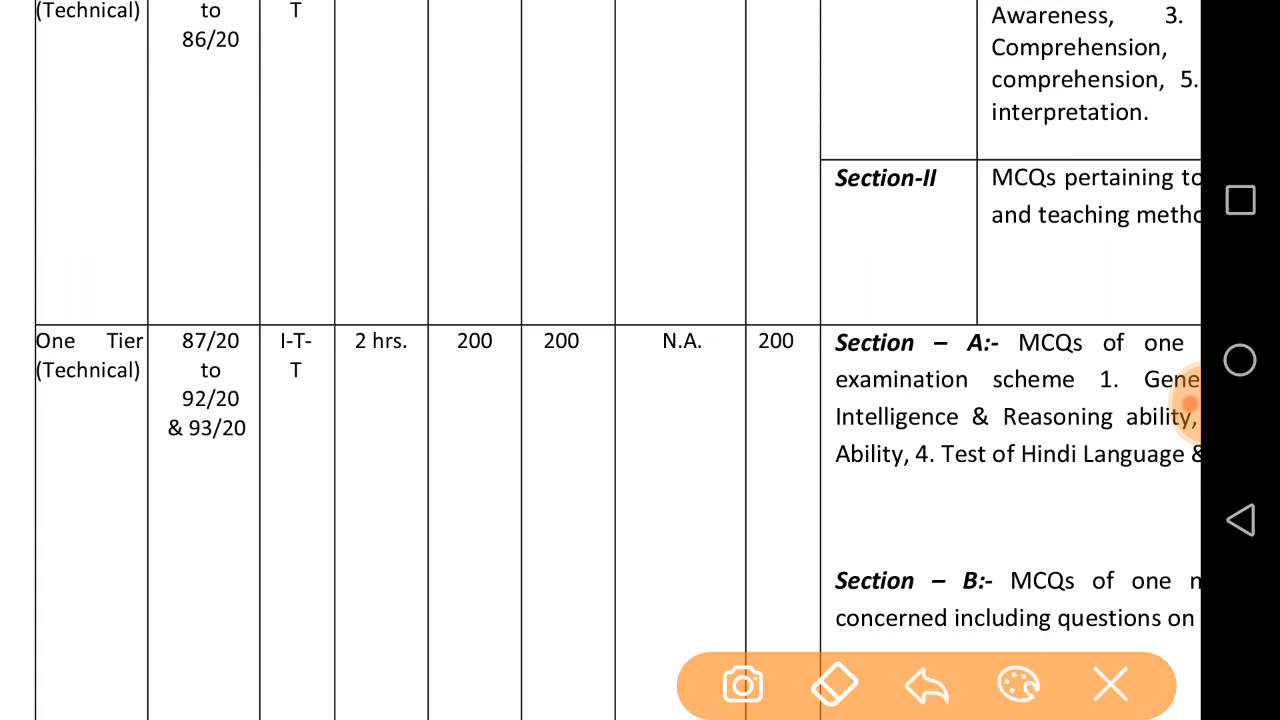 (Technical)
to
86/20
T
Awareness, 3.
Comprehension,
comprehension, 5.
interpretation.
Section-II
MCQs pertaining to
and teaching metho
One Tier
(Technical)
87/20
to
92/20
& 93/20
I-T-
T
2 hrs.
200
200
N.A.
200
Section – A:- MCQs of one
examination scheme 1. Gene
Intelligence & Reasoning ability,
Ability, 4. Test of Hindi Language &
Section – B:- MCQs of one m
concerned including questions on